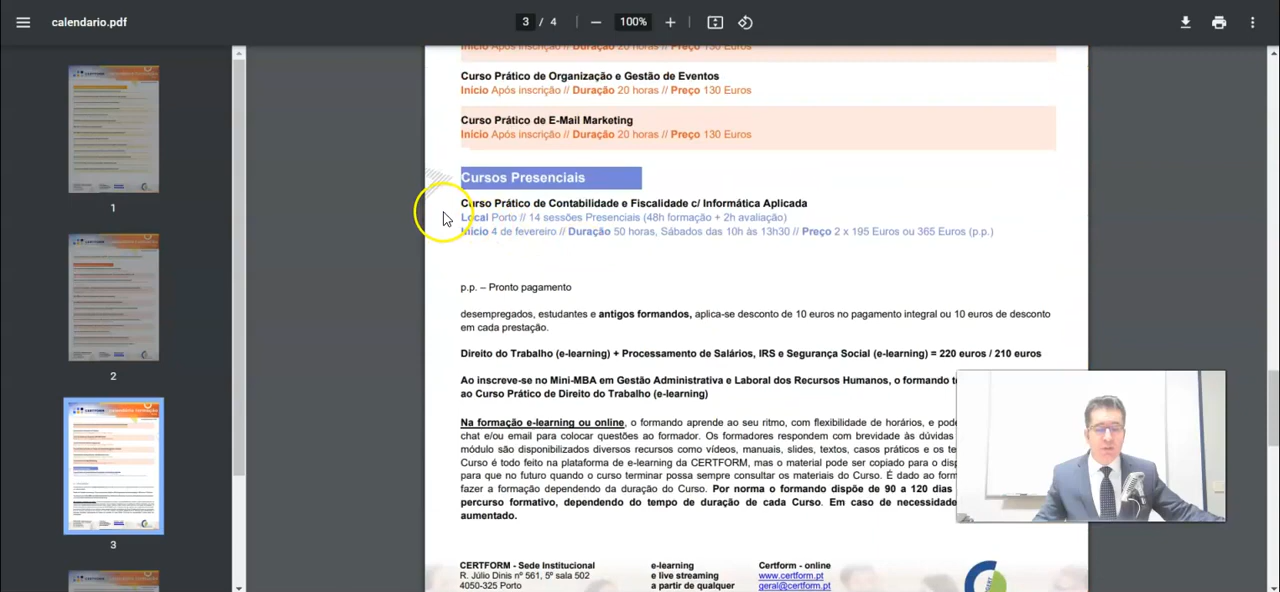 calendario.pdf
3 / 4
100%
Início Após inscrição // Duração 20 horas // Preço 130 Euros
Curso Prático de Organização e Gestão de Eventos
Início Após inscrição // Duração 20 horas // Preço 130 Euros
Curso Prático de E-Mail Marketing
Início Após inscrição // Duração 20 horas // Preço 130 Euros
Cursos Presenciais
Curso Prático de Contabilidade e Fiscalidade c/ Informática Aplicada
Local Porto // 14 sessões Presenciais (48h formação + 2h avaliação)
Início 4 de fevereiro // Duração 50 horas, Sábados das 10h às 13h30 // Preço 2 x 195 Euros ou 365 Euros (p.p.)
p.p. – Pronto pagamento
desempregados, estudantes e antigos formandos, aplica-se desconto de 10 euros no pagamento integral ou 10 euros de desconto
em cada prestação.
Direito do Trabalho (e-learning) + Processamento de Salários, IRS e Segurança Social (e-learning) = 220 euros / 210 euros
Ao inscreve-se no Mini-MBA em Gestão Administrativa e Laboral dos Recursos Humanos, o formando
ao Curso Prático de Direito do Trabalho (e-learning)
Na formação e-learning ou online, o formando aprende ao seu ritmo, com flexibilidade de horários, e pode
chat e/ou email para colocar questões ao formador. Os formadores respondem com brevidade às dúvidas
módulo são disponibilizados diversos recursos como vídeos, manuais, slides, textos, casos práticos e os
Curso é todo feito na plataforma de e-learning da CERTFORM, mas o material pode ser copiado para o
para que no futuro quando o curso terminar possa sempre consultar os materiais do Curso. É dado ao
fazer a formação dependendo da duração do Curso. Por norma o formando dispõe de 90 a 120 dias
percurso formativo, dependendo do tempo de duração de cada Curso. Em caso de necessidade
aumentado.
CERTFORM - Sede Institucional
R. Júlio Dinis nº 561, 5º sala 502
4050-325 Porto
e-learning
e live streaming
a partir de qualquer
Certform - online
www.certform.pt
geral@certform.pt
1
2
3